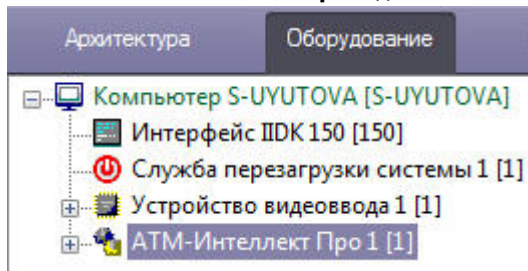 Архитектура Оборудование
Компьютер S-UYUTOVA [S-UYUTOVA]
Интерфейс IIDK 150 [150]
Служба перезагрузки системы 1 [1]
Устройство видеоввода 1 [1]
АТМ-Интеллект Про 1 [1]